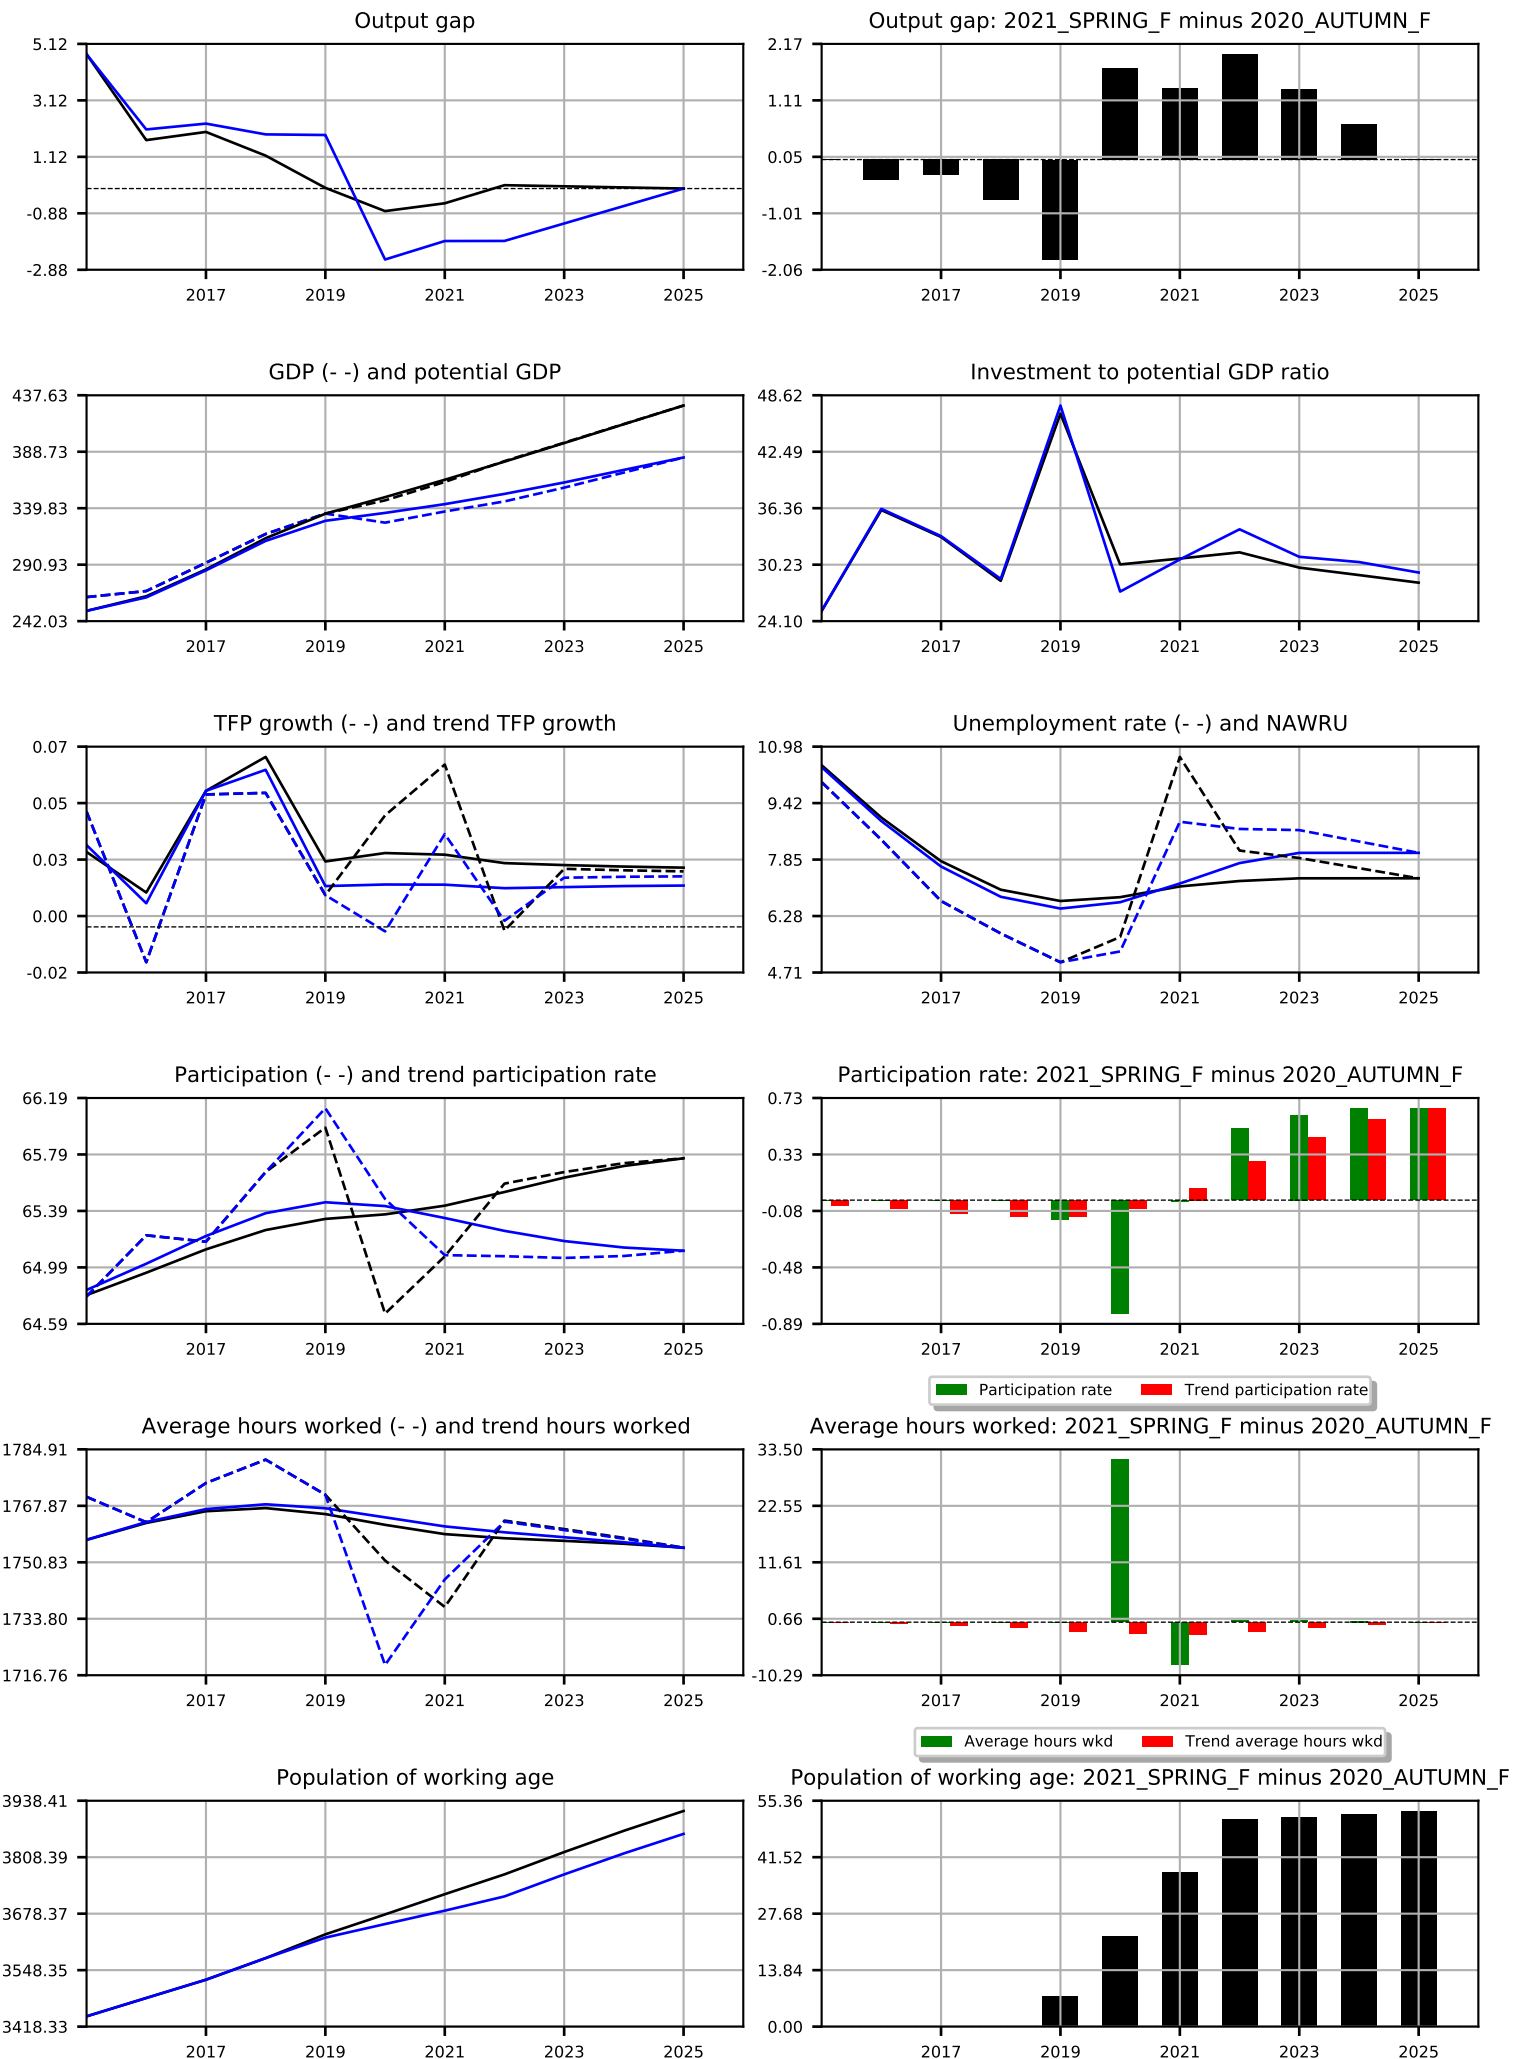 Output gap
5.12
3.12
1.12
-0.88
-2.88
2017 2019 2021 2023 2025
Output gap: 2021_SPRING_F minus 2020_AUTUMN_F
2.17
1.11
0.05
-1.01
-2.06
2017 2019 2021 2023 2025
GDP (- -) and potential GDP
437.63
388.73
339.83
290.93
242.03
2017 2019 2021 2023 2025
Investment to potential GDP ratio
48.62
42.49
36.36
30.23
24.10
2017 2019 2021 2023 2025
TFP growth (- -) and trend TFP growth
0.07
0.05
0.03
0.00
-0.02
2017 2019 2021 2023 2025
Unemployment rate (- -) and NAWRU
10.98
9.42
7.85
6.28
4.71
2017 2019 2021 2023 2025
Participation (- -) and trend participation rate
66.19
65.79
65.39
64.99
64.59
2017 2019 2021 2023 2025
Participation rate: 2021_SPRING_F minus 2020_AUTUMN_F
0.73
0.33
-0.08
-0.48
-0.89
2017 2019 2021 2023 2025
Participation rate Trend participation rate
Average hours worked (- -) and trend hours worked
1784.91
1767.87
1750.83
1733.80
1716.76
2017 2019 2021 2023 2025
Average hours worked: 2021_SPRING_F minus 2020_AUTUMN_F
33.50
22.55
11.61
0.66
-10.29
2017 2019 2021 2023 2025
Average hours wkd Trend average hours wkd
Population of working age
3938.41
3808.39
3678.37
3548.35
3418.33
2017 2019 2021 2023 2025
Population of working age: 2021_SPRING_F minus 2020_AUTUMN_F
55.36
41.52
27.68
13.84
0.00
2017 2019 2021 2023 2025